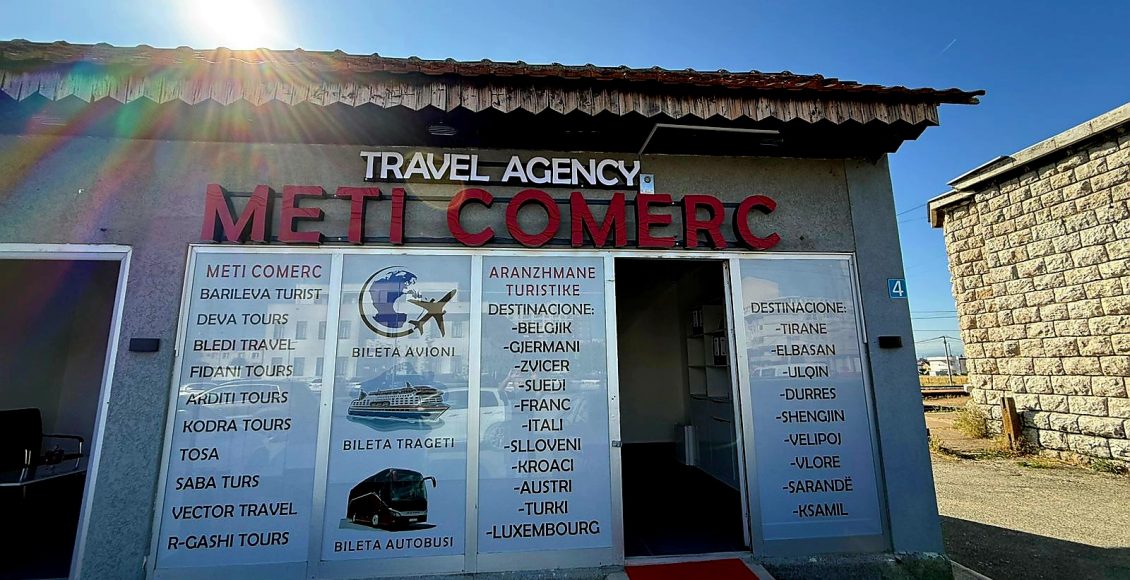 TRAVEL AGENCY
METI COMERC
METI COMERC
BARILEVA TURIST
DEVA TOURS
BLEDI TRAVEL
FIDANI TOURS
ARDITI TOURS
KODRA TOURS
TOSA
SABA TURS
VECTOR TRAVEL
R-GASHI TOURS
BILETA AVIONI
BILETA TRAGETI
BILETA AUTOBUSI
ARANZHMANE
TURISTIKE
DESTINACIONE:
-BELGJIK
-GJERMANI
-ZVICER
-SUEDI
-FRANC
-ITALI
-SLLOVENI
-KROACI
-AUSTRI
-TURKI
-LUXEMBOURG
DESTINACIONE:
-TIRANE
-ELBASAN
-ULQIN
-DURRES
-SHENGJIN
-VELIPOJ
-VLORE
-SARANDË
-KSAMIL
4